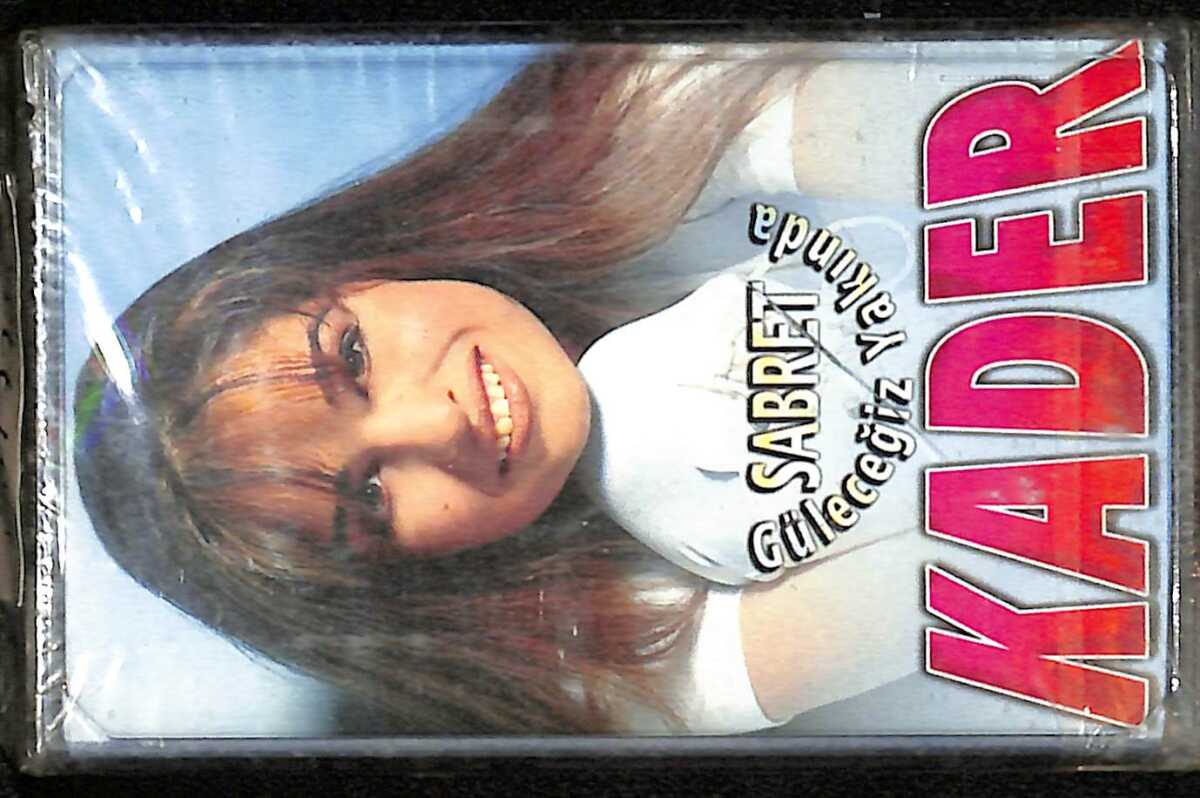 SABRET
Güleceğiz Yakında
KADER